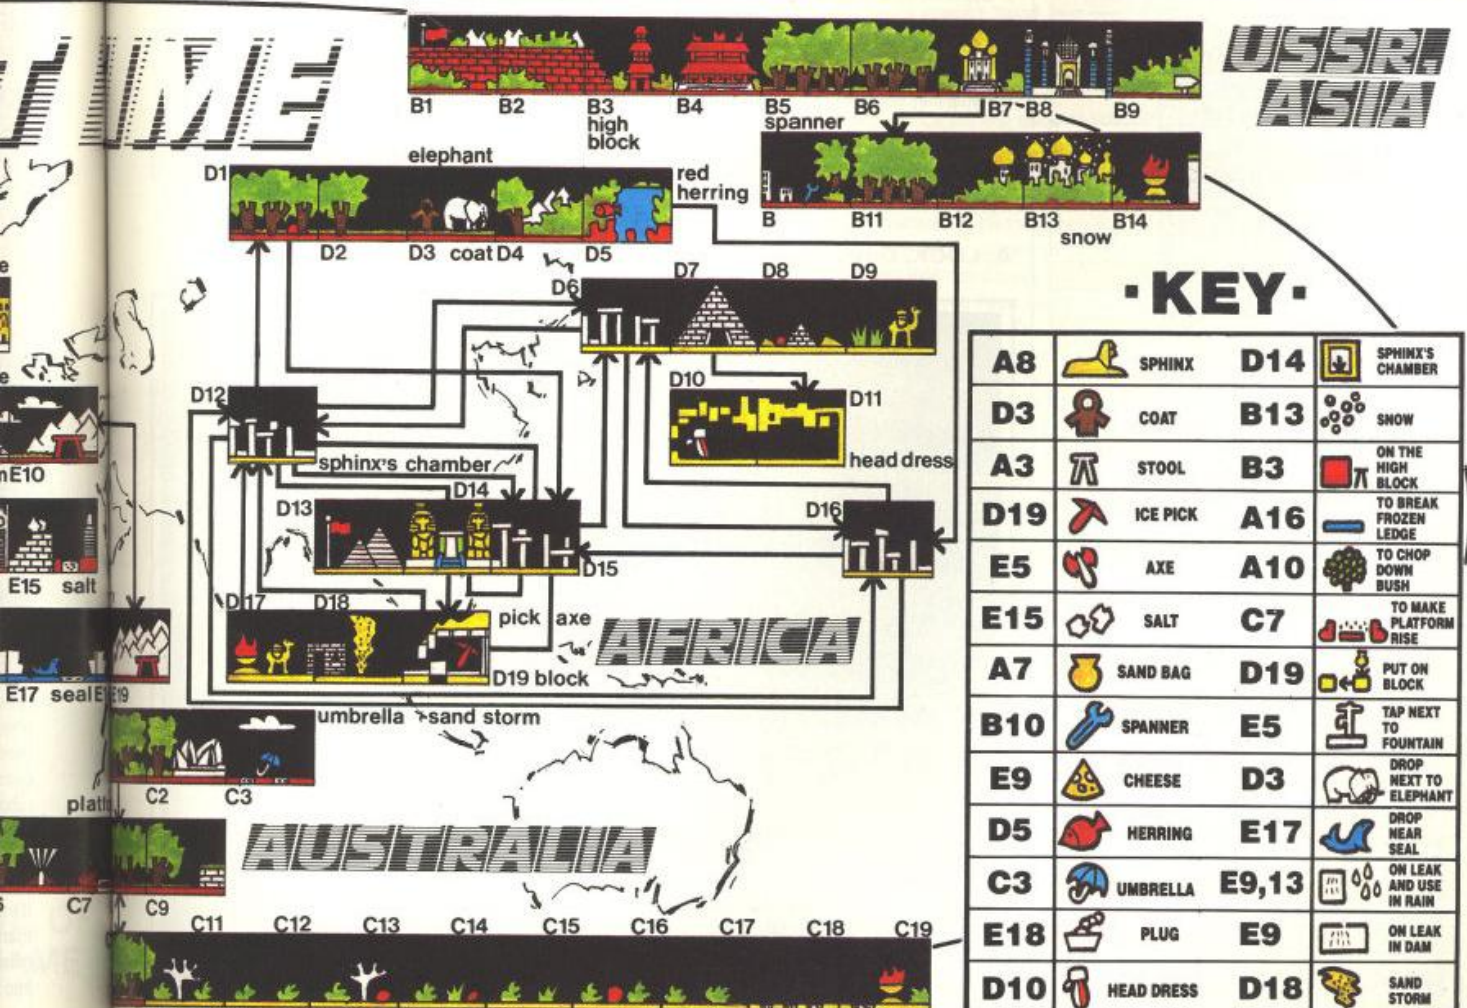 TIME
USSR.
ASIA
B1 B2 B3 B4 B5 B6 B7 B8 B9
high
block
spanner
elephant
D1
red
herring
D2 D3 coat D4 D5
B B11 B12 B13 B14
snow
D6 D7 D8 D9
·KEY·
D10 D11
head dress
D12
sphinx's chamber
D13 D14
D15
D16
E10
E15 salt
E17 seal E19
D17 D18
pick axe
D19 block
AFRICA
umbrella sand storm
C2 C3
AUSTRALIA
C7 C9
C11 C12 C13 C14 C15 C16 C17 C18 C19
A8 SPHINX D14 SPHINX'S CHAMBER
D3 COAT B13 SNOW
A3 STOOL B3 ON THE HIGH BLOCK
D19 ICE PICK A16 TO BREAK FROZEN LEDGE
E5 AXE A10 TO CHOP DOWN BUSH
E15 SALT C7 TO MAKE PLATFORM RISE
A7 SAND BAG D19 PUT ON BLOCK
B10 SPANNER E5 TAP NEXT TO FOUNTAIN
E9 CHEESE D3 DROP NEXT TO ELEPHANT
D5 HERRING E17 DROP NEAR SEAL
C3 UMBRELLA E9,13 ON LEAK AND USE IN RAIN
E18 PLUG E9 ON LEAK IN DAM
D10 HEAD DRESS D18 SAND STORM